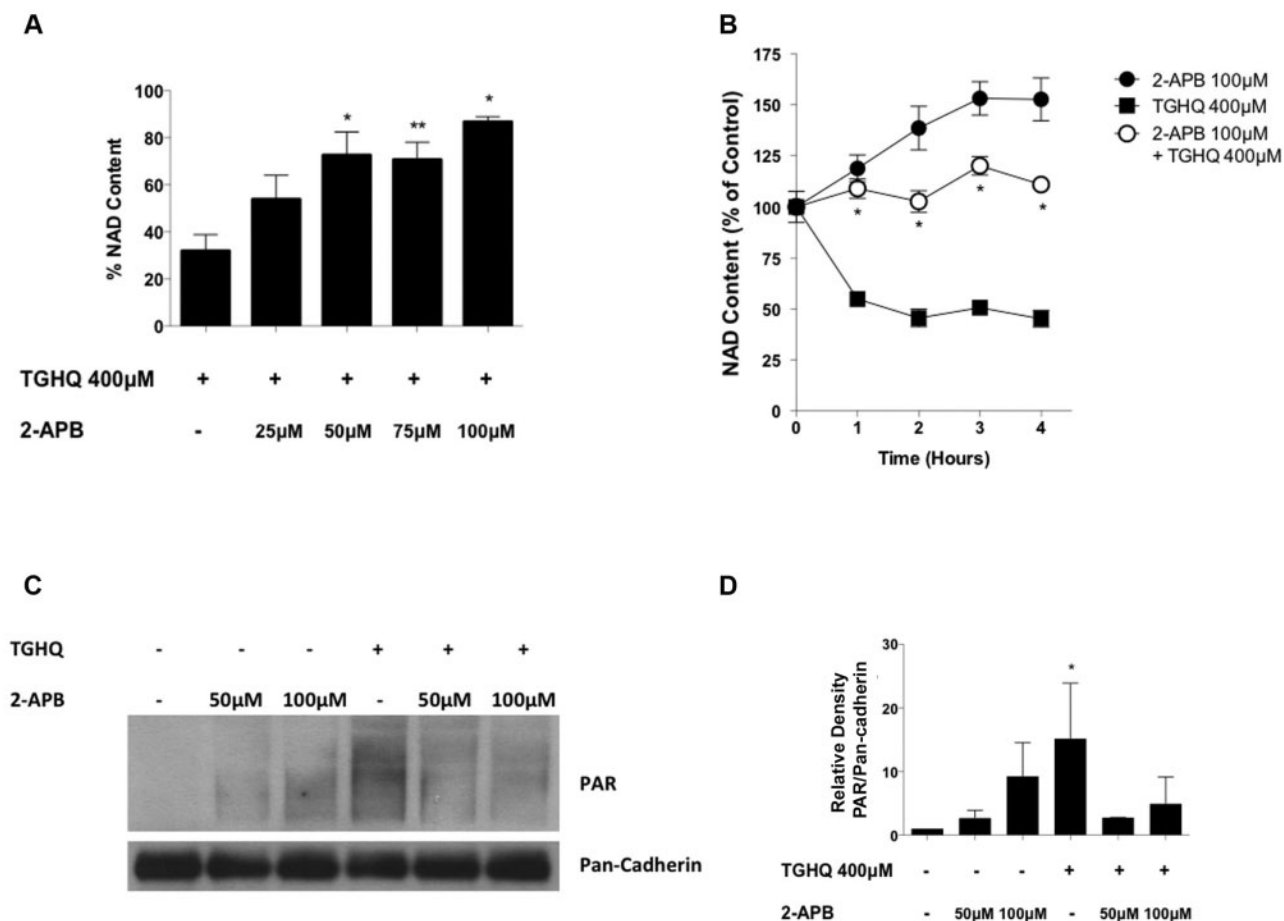 A
% NAD Content
100
80
60
40
20
0
* ** *
TGHQ 400µM + + + + +
2-APB - 25µM 50µM 75µM 100µM
B
NAD Content (% of Control)
175
150
125
100
75
50
25
0
* * * *
0 1 2 3 4
Time (Hours)
2-APB 100µM
TGHQ 400µM
2-APB 100µM
+ TGHQ 400µM
C
TGHQ - - - + + +
2-APB - 50µM 100µM - 50µM 100µM
PAR
Pan-Cadherin
D
Relative Density
PAR/Pan-cadherin
30
20
10
0
*
TGHQ 400µM - - - + + +
2-APB - 50µM 100µM - 50µM 100µM